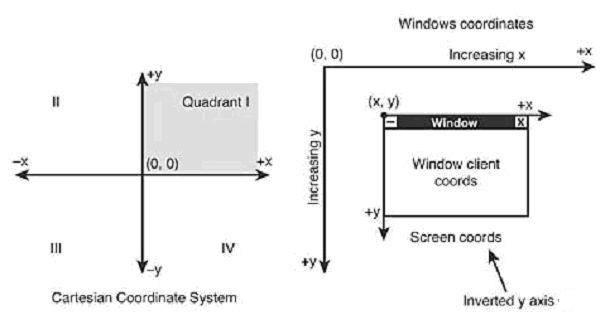 +y
II
Quadrant I
–x
(0, 0)
+x
III
IV
–y
Cartesian Coordinate System
Windows coordinates
(0, 0)
Increasing x
+x
Increasing y
(x, y)
+x
–
Window
x
Window client
coords
+y
Screen coords
+y
Inverted y axis